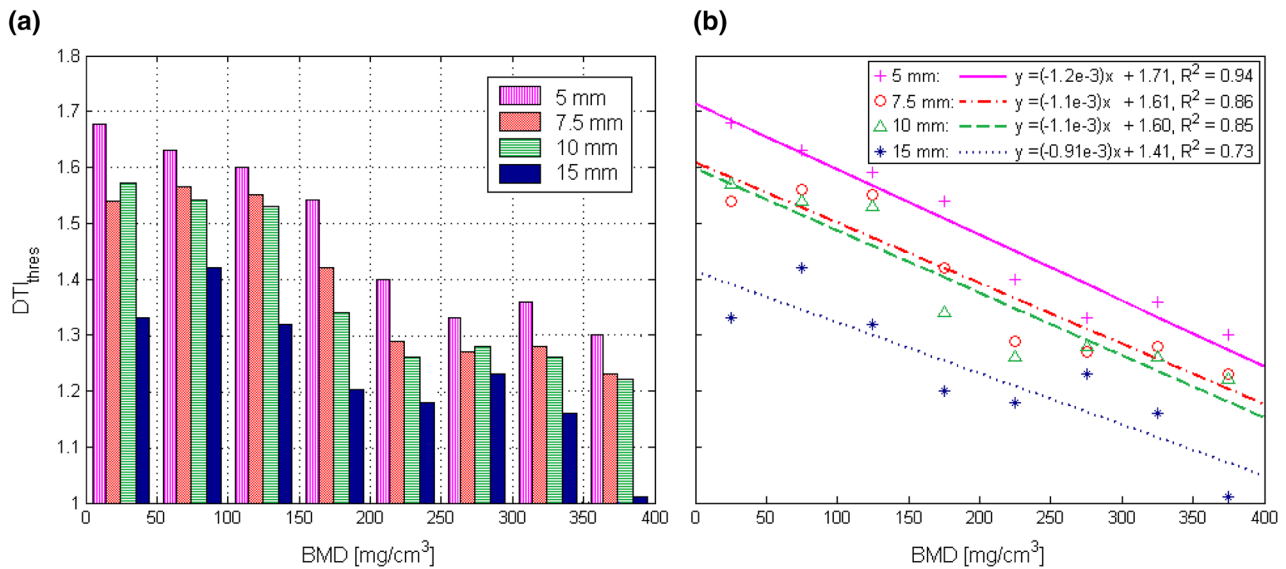 (a)
(b)
1.8
1.7
1.6
1.5
1.4
1.3
1.2
1.1
1
DTI_thres
5 mm
7.5 mm
10 mm
15 mm
0 50 100 150 200 250 300 350 400
BMD [mg/cm³]
5 mm: y =(-1.2e-3)x + 1.71, R² = 0.94
7.5 mm: y =(-1.1e-3)x + 1.61, R² = 0.86
10 mm: y =(-1.1e-3)x + 1.60, R² = 0.85
15 mm: y =(-0.91e-3)x + 1.41, R² = 0.73
0 50 100 150 200 250 300 350 400
BMD [mg/cm³]